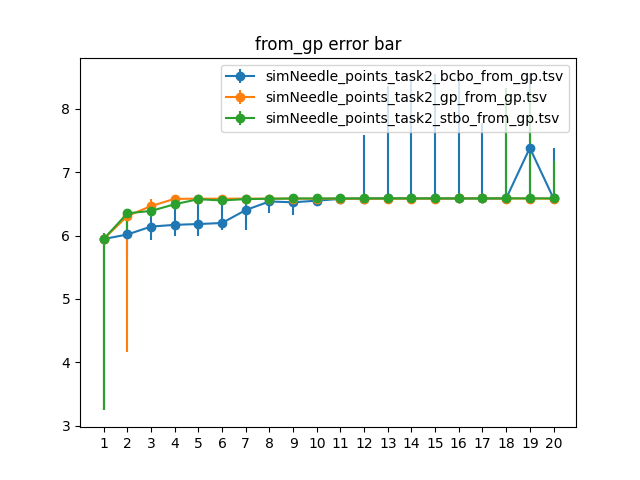 from_gp error bar
simNeedle_points_task2_bcbo_from_gp.tsv
simNeedle_points_task2_gp_from_gp.tsv
simNeedle_points_task2_stbo_from_gp.tsv
8
7
6
5
4
3
1 2 3 4 5 6 7 8 9 10 11 12 13 14 15 16 17 18 19 20